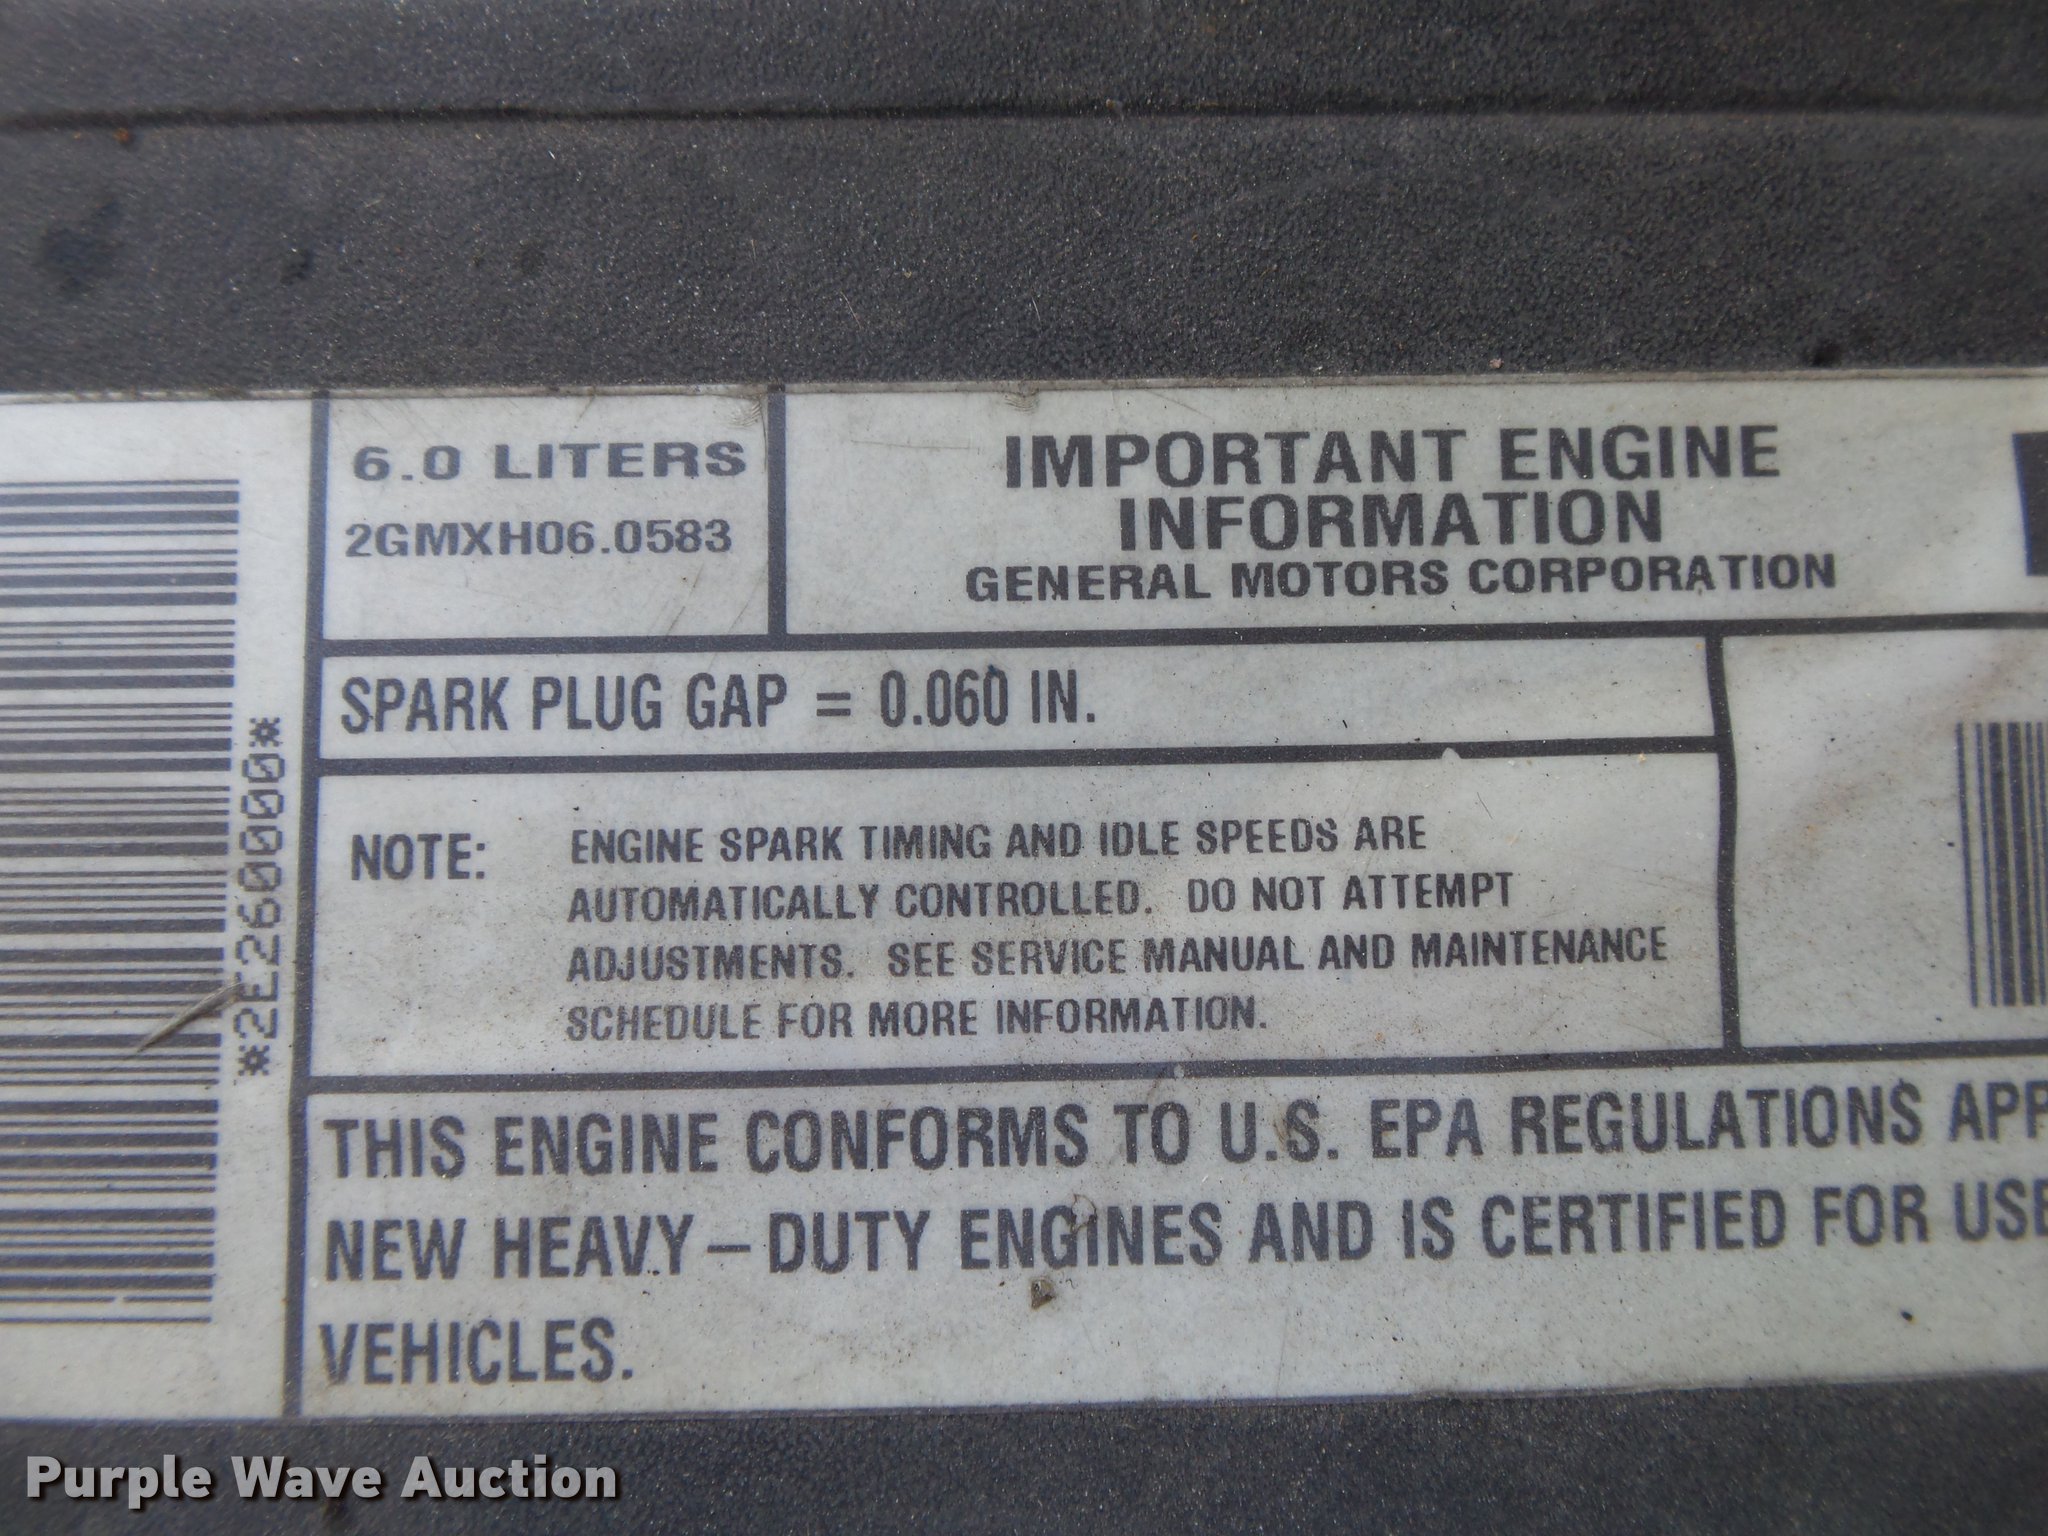 6.0 LITERS
2GMXH06.0583
IMPORTANT ENGINE
INFORMATION
GENERAL MOTORS CORPORATION
SPARK PLUG GAP = 0.060 IN.
NOTE: ENGINE SPARK TIMING AND IDLE SPEEDS ARE
AUTOMATICALLY CONTROLLED. DO NOT ATTEMPT
ADJUSTMENTS. SEE SERVICE MANUAL AND MAINTENANCE
SCHEDULE FOR MORE INFORMATION.
*2E260000*
THIS ENGINE CONFORMS TO U.S. EPA REGULATIONS APP
NEW HEAVY-DUTY ENGINES AND IS CERTIFIED FOR USE
VEHICLES.
Purple Wave Auction